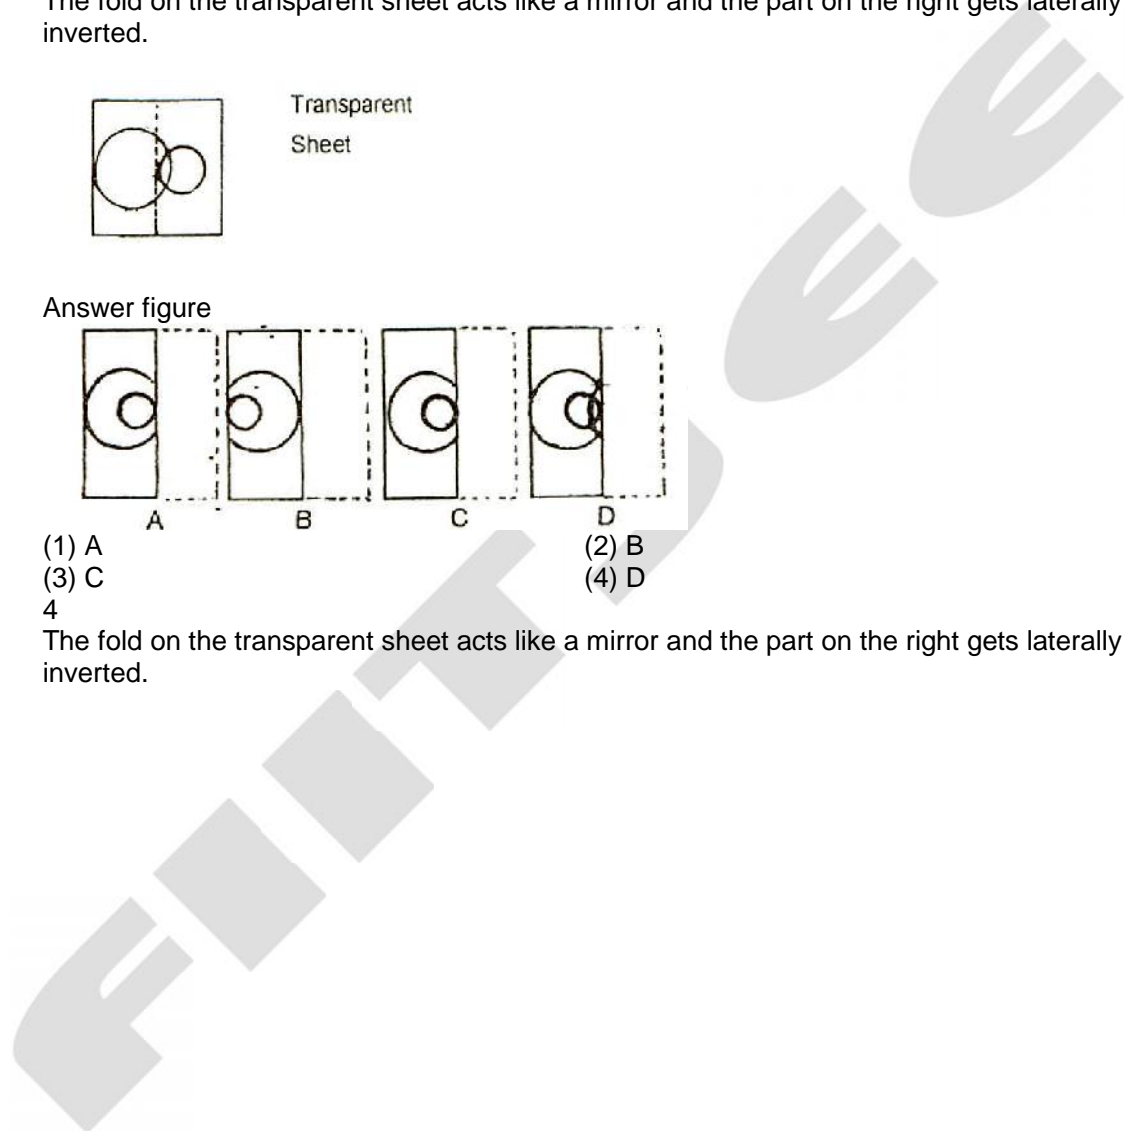 The fold on the transparent sheet acts like a mirror and the part on the right gets laterally
inverted.
Transparent
Sheet
Answer figure
A B C D
(1) A (2) B
(3) C (4) D
4
The fold on the transparent sheet acts like a mirror and the part on the right gets laterally
inverted.
FIITJEE